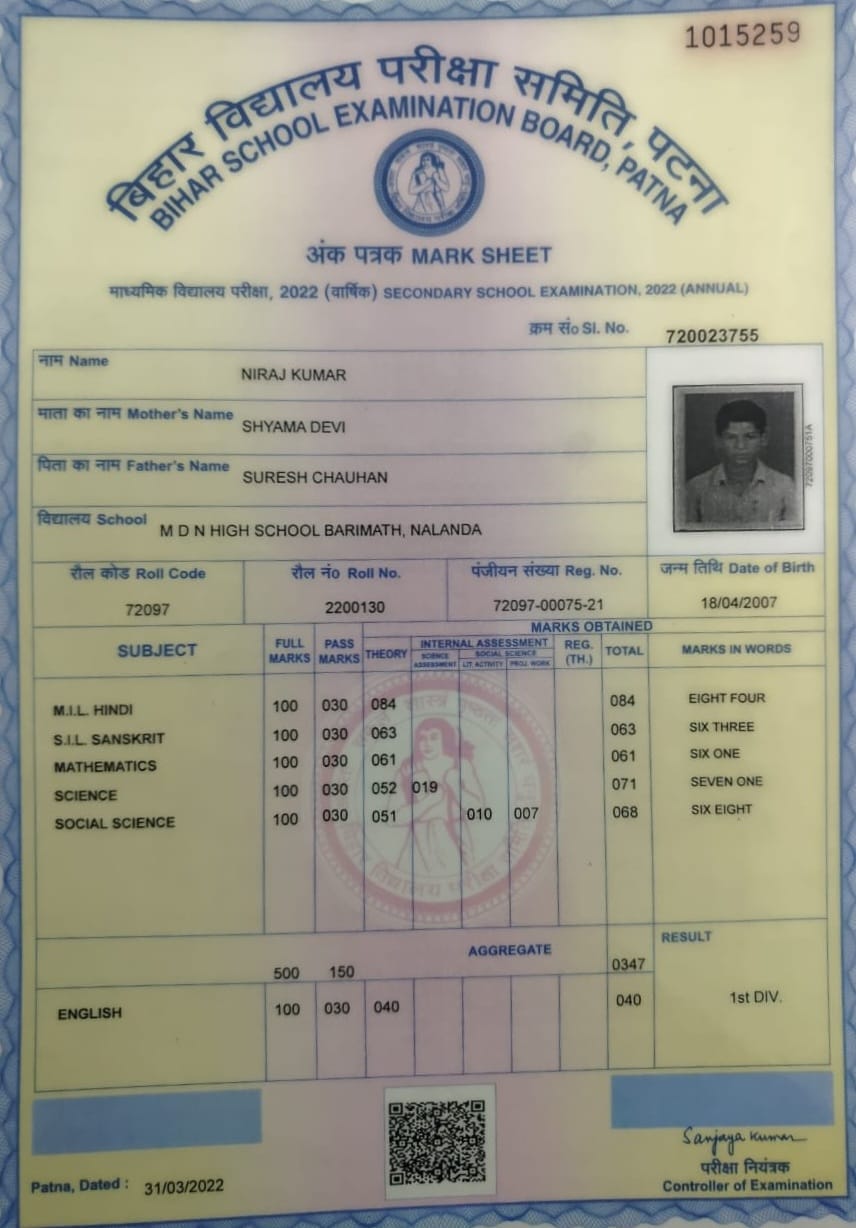 1015259
बिहार विद्यालय परीक्षा समिति, पटना
BIHAR SCHOOL EXAMINATION BOARD, PATNA
अंक पत्रक MARK SHEET
माध्यमिक विद्यालय परीक्षा, 2022 (वार्षिक) SECONDARY SCHOOL EXAMINATION, 2022 (ANNUAL)
क्रम सं० Sl. No. 720023755
नाम Name NIRAJ KUMAR
माता का नाम Mother's Name SHYAMA DEVI
पिता का नाम Father's Name SURESH CHAUHAN
72097000751A
विद्यालय School M D N HIGH SCHOOL BARIMATH, NALANDA
रौल कोड Roll Code रौल नं० Roll No. पंजीयन संख्या Reg. No. जन्म तिथि Date of Birth
72097 2200130 72097-00075-21 18/04/2007
MARKS OBTAINED
SUBJECT FULL MARKS PASS MARKS THEORY INTERNAL ASSESSMENT REG. (TH.) TOTAL MARKS IN WORDS
SCIENCE ASSESSMENT SOCIAL SCIENCE LIT. ACTIVITY PROJ. WORK
M.I.L. HINDI 100 030 084 084 EIGHT FOUR
S.I.L. SANSKRIT 100 030 063 063 SIX THREE
MATHEMATICS 100 030 061 061 SIX ONE
SCIENCE 100 030 052 019 071 SEVEN ONE
SOCIAL SCIENCE 100 030 051 010 007 068 SIX EIGHT
AGGREGATE RESULT
500 150 0347
ENGLISH 100 030 040 040 1st DIV.
Sanjaya Kumar
परीक्षा नियंत्रक
Patna, Dated : 31/03/2022 Controller of Examination